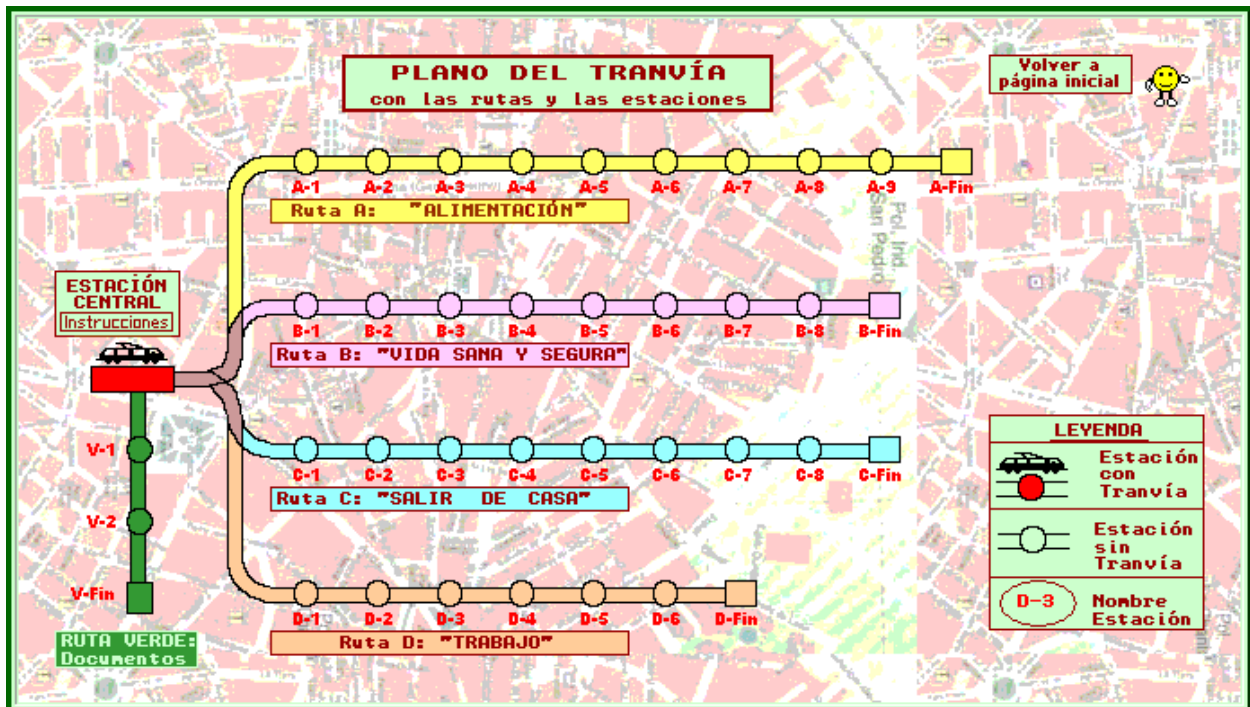 PLANO DEL TRANVÍA
con las rutas y las estaciones
Volver a
página inicial
A-1 A-2 A-3 A-4 A-5 A-6 A-7 A-8 A-9 A-Fin
Ruta A: "ALIMENTACIÓN"
Pol. Ind.
San Pedro
ESTACIÓN
CENTRAL
Instrucciones
B-1 B-2 B-3 B-4 B-5 B-6 B-7 B-8 B-Fin
Ruta B: "VIDA SANA Y SEGURA"
V-1
V-2
V-Fin
RUTA VERDE:
Documentos
C-1 C-2 C-3 C-4 C-5 C-6 C-7 C-8 C-Fin
Ruta C: "SALIR DE CASA"
D-1 D-2 D-3 D-4 D-5 D-6 D-Fin
Ruta D: "TRABAJO"
LEYENDA
Estación
con
Tranvía
Estación
sin
Tranvía
D-3
Nombre
Estación